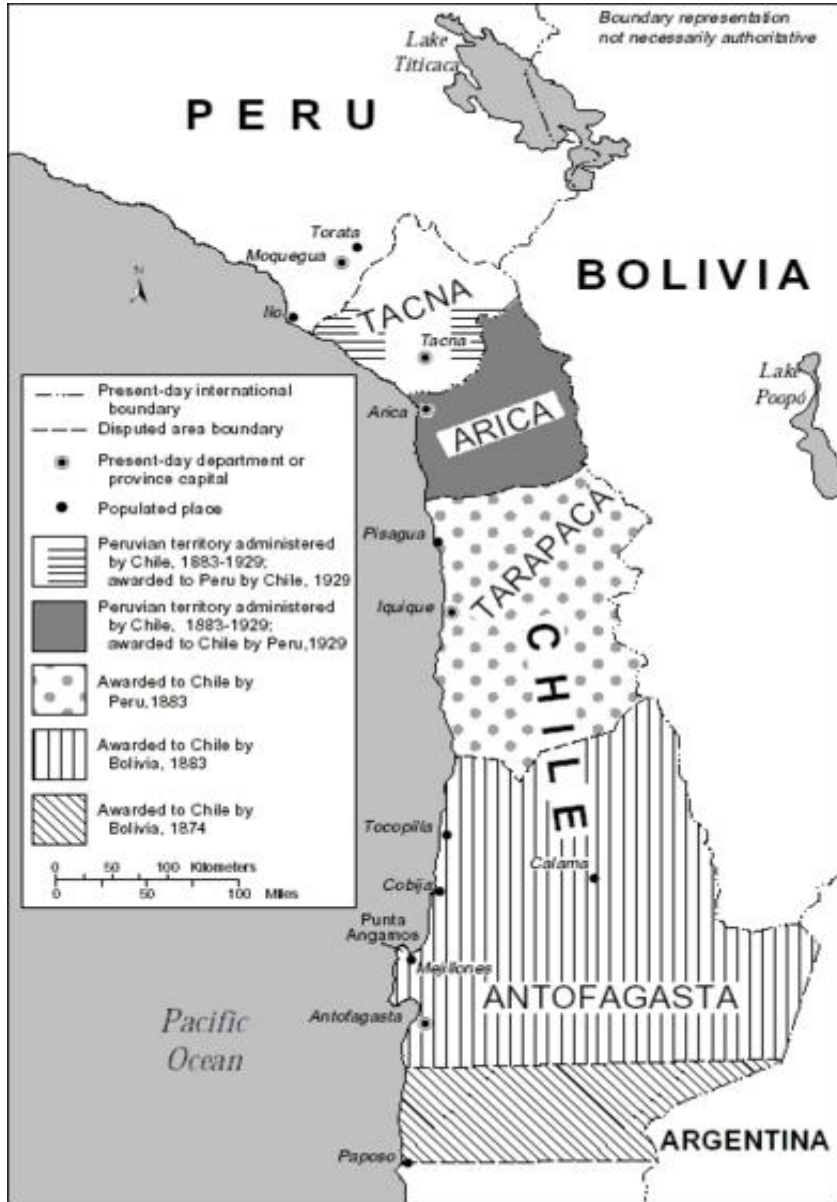 Boundary representation
not necessarily authoritative
Lake
Titicaca
PERU
Torata
Moquegua
BOLIVIA
N
Ilo
TACNA
Tacna
Lake
Poopó
Arica
ARICA
Present-day international
boundary
Disputed area boundary
Present-day department or
province capital
Populated place
Peruvian territory administered
by Chile, 1883-1929;
awarded to Peru by Chile, 1929
Peruvian territory administered
by Chile, 1883-1929;
awarded to Chile by Peru,1929
Awarded to Chile by
Peru,1883
Awarded to Chile by
Bolivia, 1883
Awarded to Chile by
Bolivia, 1874
0 50 100 Kilometers
0 50 100 Miles
Pisagua
TARAPACA
Iquique
CHILE
Tocopilla
Calama
Cobija
Punta
Angamos
Mejillones
ANTOFAGASTA
Antofagasta
Pacific
Ocean
ARGENTINA
Paposo